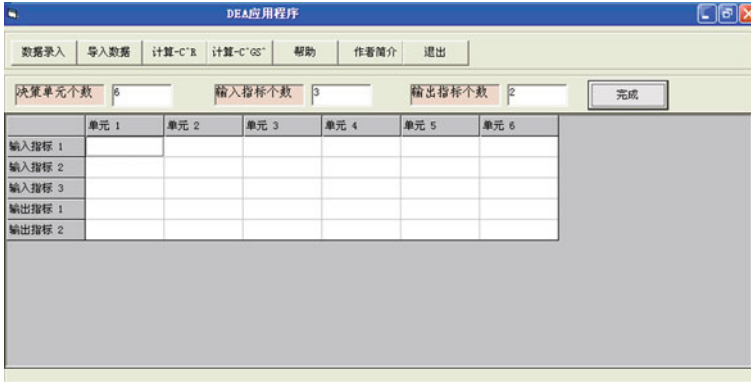 DEA应用程序
数据录入 导入数据 计算-C^R 计算-C^GS^ 帮助 作者简介 退出
决策单元个数 6 输入指标个数 3 输出指标个数 2 完成
单元 1 单元 2 单元 3 单元 4 单元 5 单元 6
输入指标 1
输入指标 2
输入指标 3
输出指标 1
输出指标 2